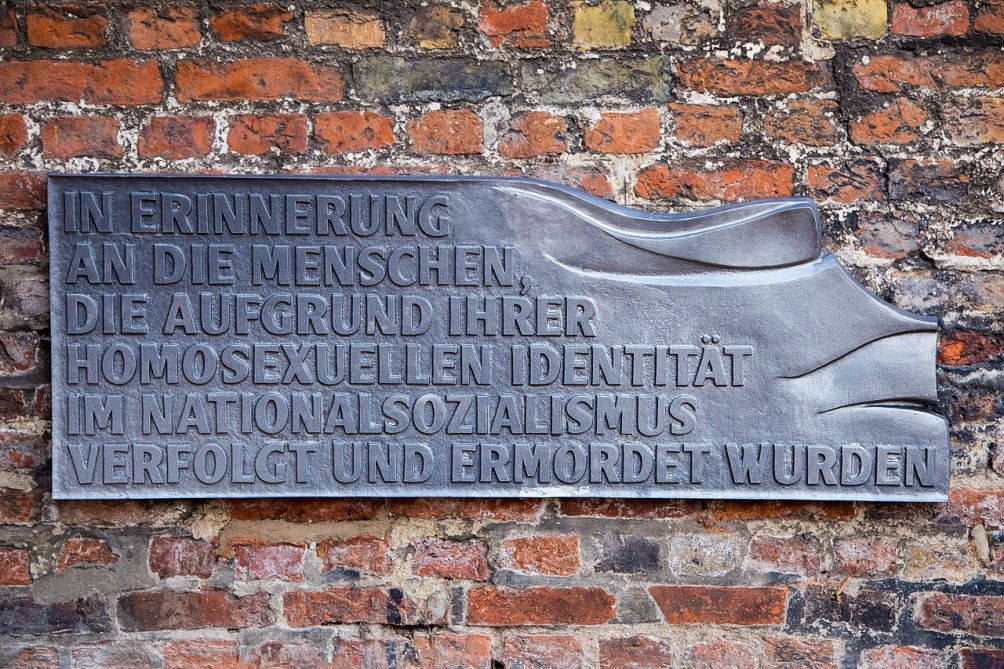 IN ERINNERUNG
AN DIE MENSCHEN,
DIE AUFGRUND IHRER
HOMOSEXUELLEN IDENTITÄT
IM NATIONALSOZIALISMUS
VERFOLGT UND ERMORDET WURDEN